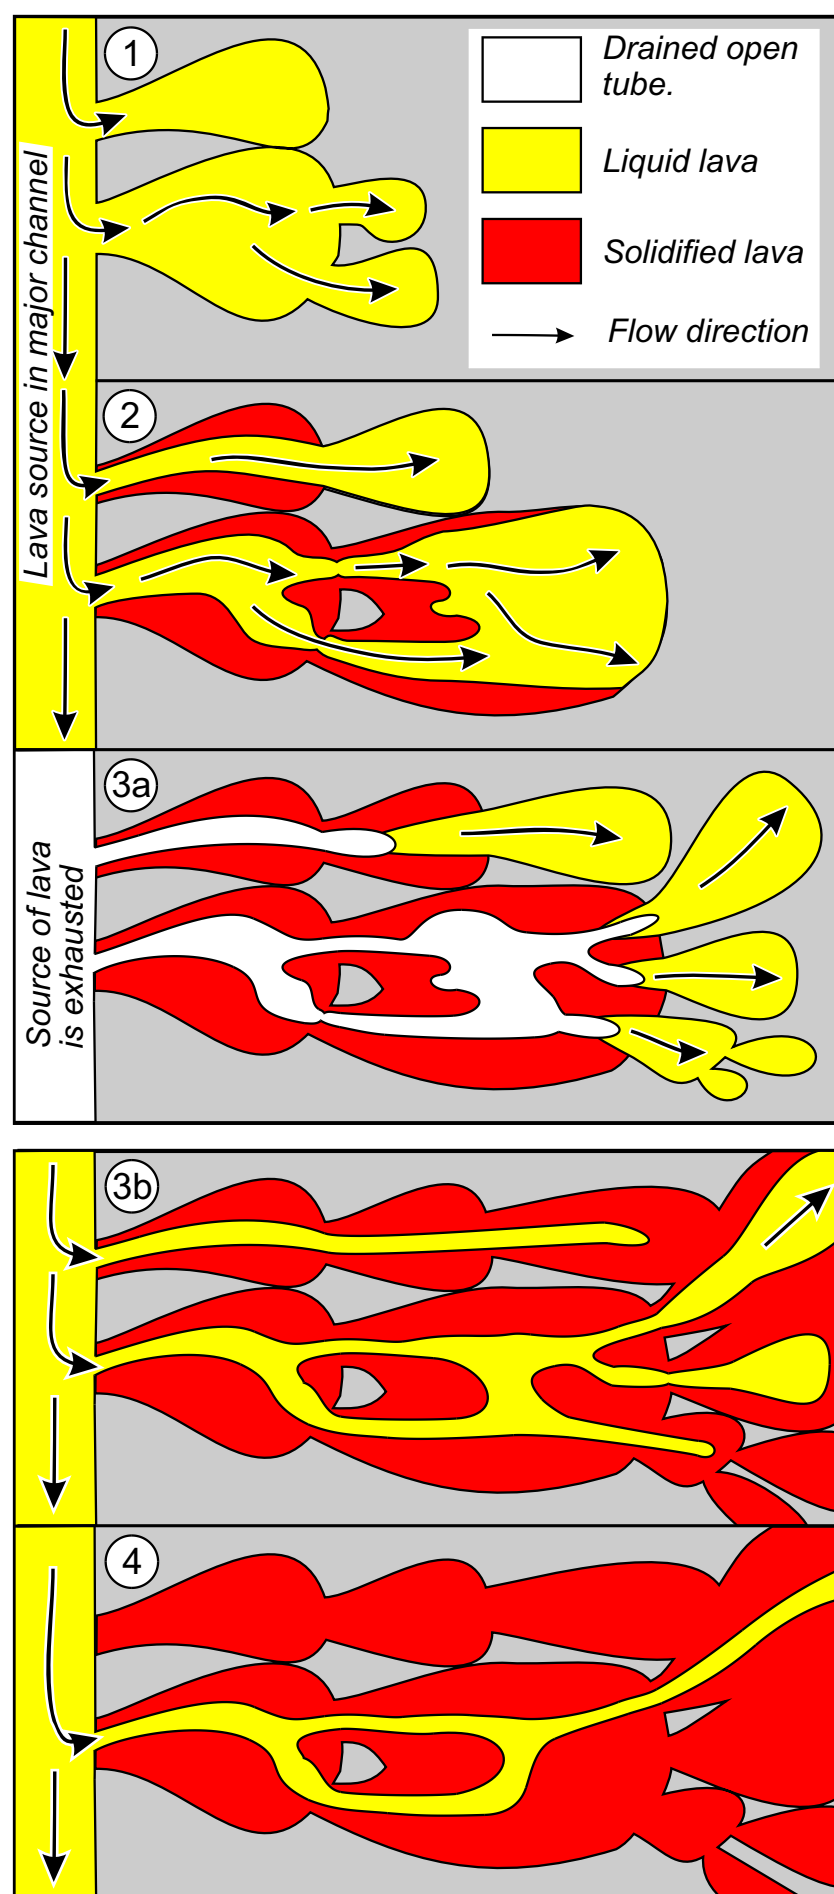 1
Drained open
tube.
Liquid lava
Solidified lava
Flow direction
Lava source in major channel
2
3a
Source of lava
is exhausted
3b
4